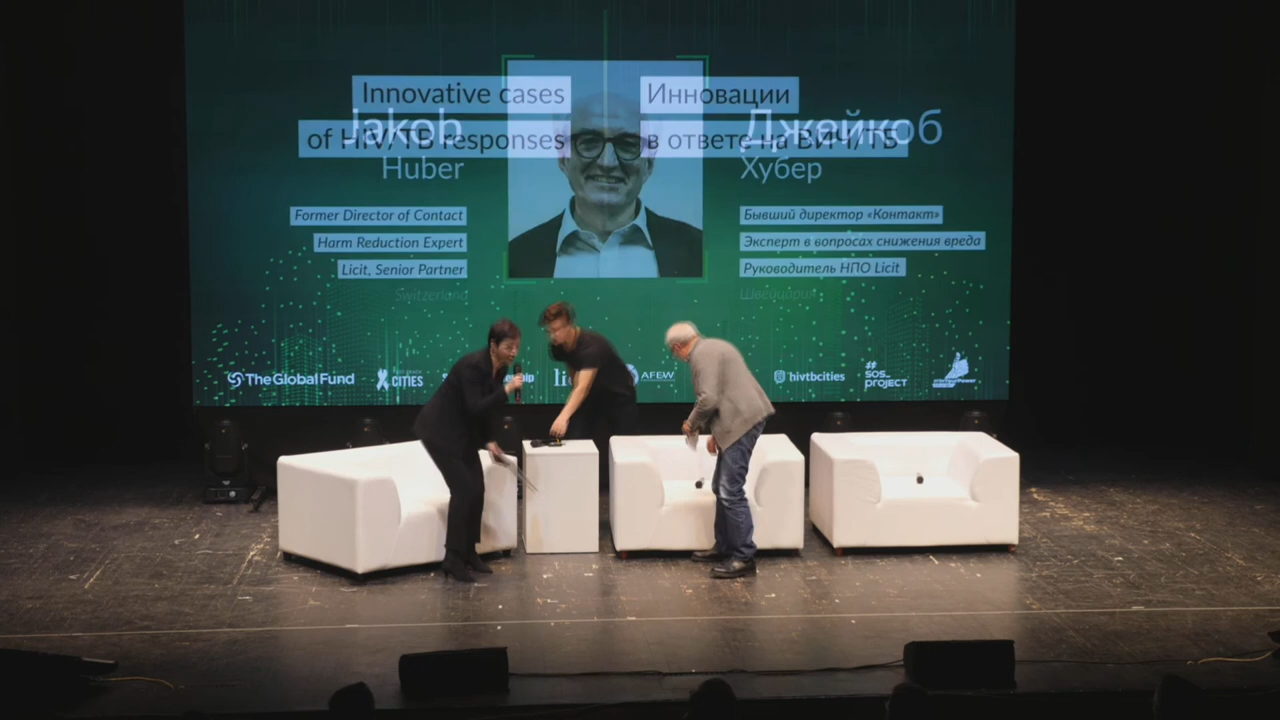 Innovative cases
of HIV/TB responses
Инновации
в ответе на ВИЧ/ТБ
Jakob
Huber
Джейкоб
Хубер
Former Director of Contact
Harm Reduction Expert
Licit, Senior Partner
Switzerland
Бывший директор «Контакт»
Эксперт в вопросах снижения вреда
Руководитель НПО Licit
Швейцария
The Global Fund
CITIES
AFEW
hivtbcities
#SOS_
project